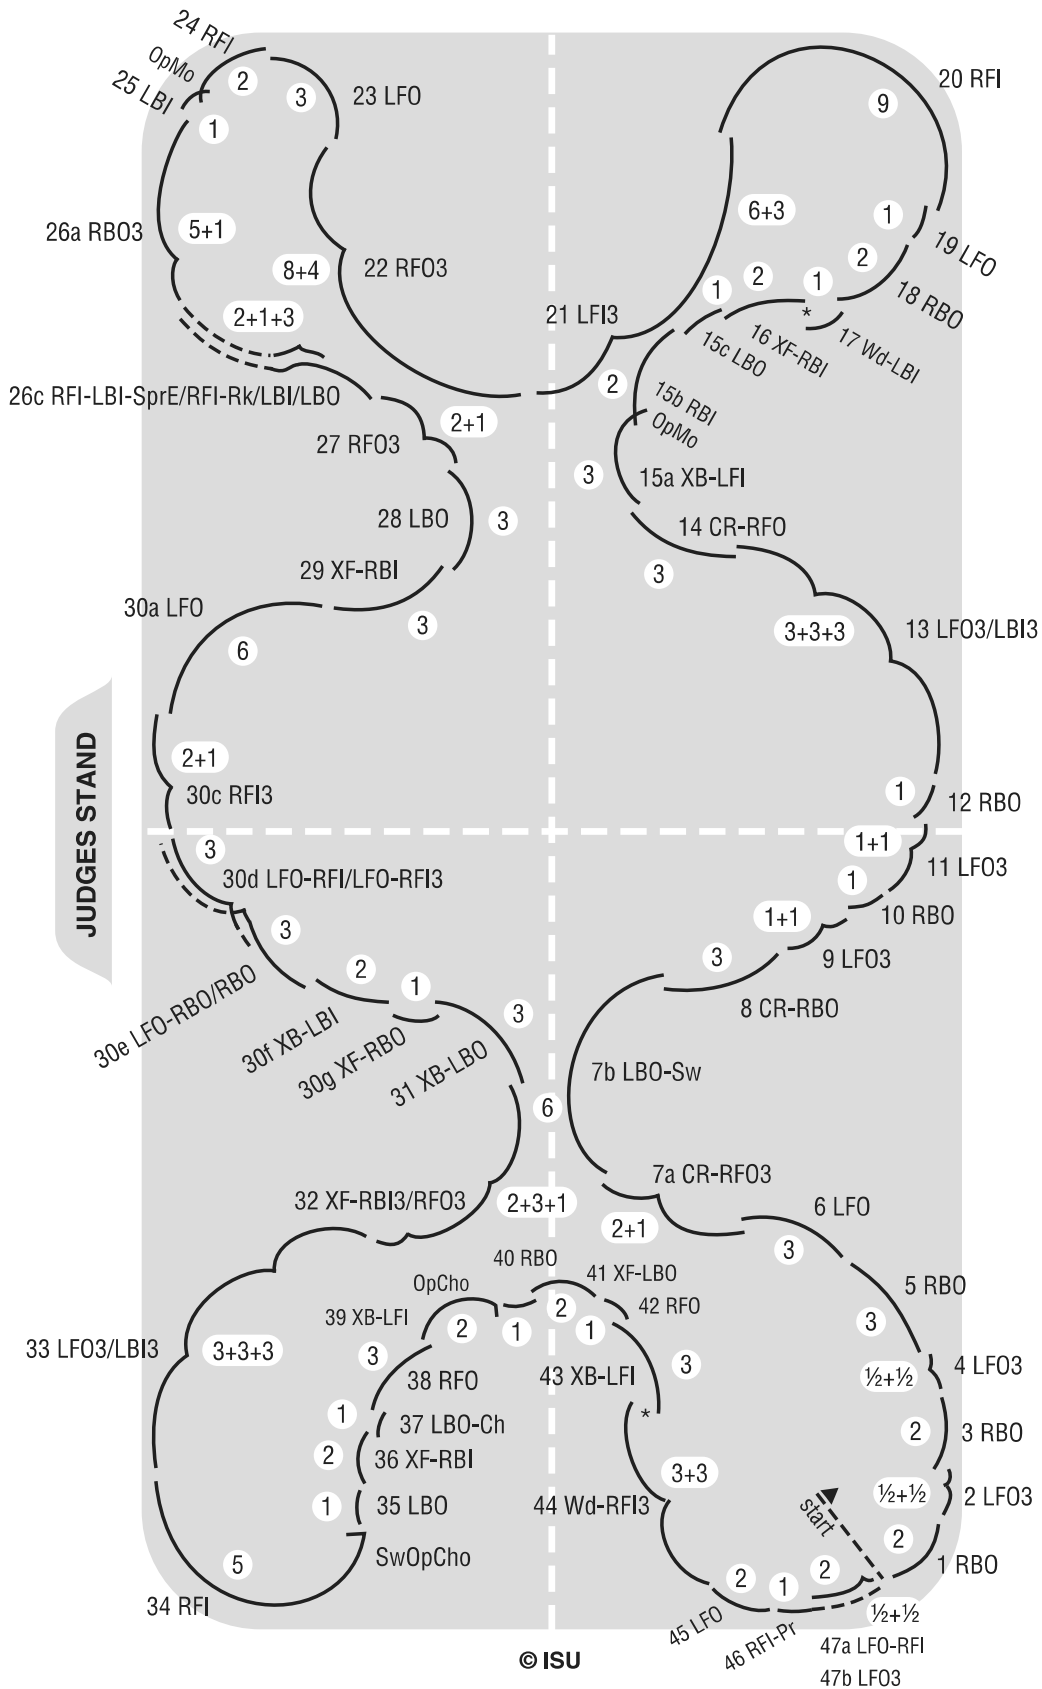 24 RFI
OpMo
25 LBI
2
3
1
23 LFO
20 RFI
9
26a RBO3
5+1
8+4
22 RFO3
6+3
1
19 LFO
2
18 RBO
2+1+3
21 LFI3
1
2
1
*
15c LBO
16 XF-RBI
17 Wd-LBI
26c RFI-LBI-SprE/RFI-Rk/LBI/LBO
2
15b RBI
OpMo
27 RFO3
2+1
3
15a XB-LFI
28 LBO
3
14 CR-RFO
29 XF-RBI
3
30a LFO
3
3+3+3
13 LFO3/LBI3
6
JUDGES STAND
2+1
30c RFI3
1
12 RBO
3
30d LFO-RFI/LFO-RFI3
1+1
11 LFO3
1
10 RBO
3
1+1
9 LFO3
30e LFO-RBO/RBO
2
1
3
3
8 CR-RBO
30f XB-LBI
30g XF-RBO
31 XB-LBO
7b LBO-Sw
6
7a CR-RFO3
32 XF-RBI3/RFO3
2+3+1
2+1
6 LFO
3
40 RBO
OpCho
41 XF-LBO
42 RFO
5 RBO
39 XB-LFI
2
1
2
1
3
33 LFO3/LBI3
3+3+3
3
38 RFO
43 XB-LFI
3
½+½
4 LFO3
1
37 LBO-Ch
*
2
3 RBO
2
36 XF-RBI
3+3
½+½
2 LFO3
1
35 LBO
44 Wd-RFI3
start
2
SwOpCho
5
1 RBO
34 RFI
2
1
2
45 LFO
46 RFI-Pr
½+½
47a LFO-RFI
47b LFO3
© ISU